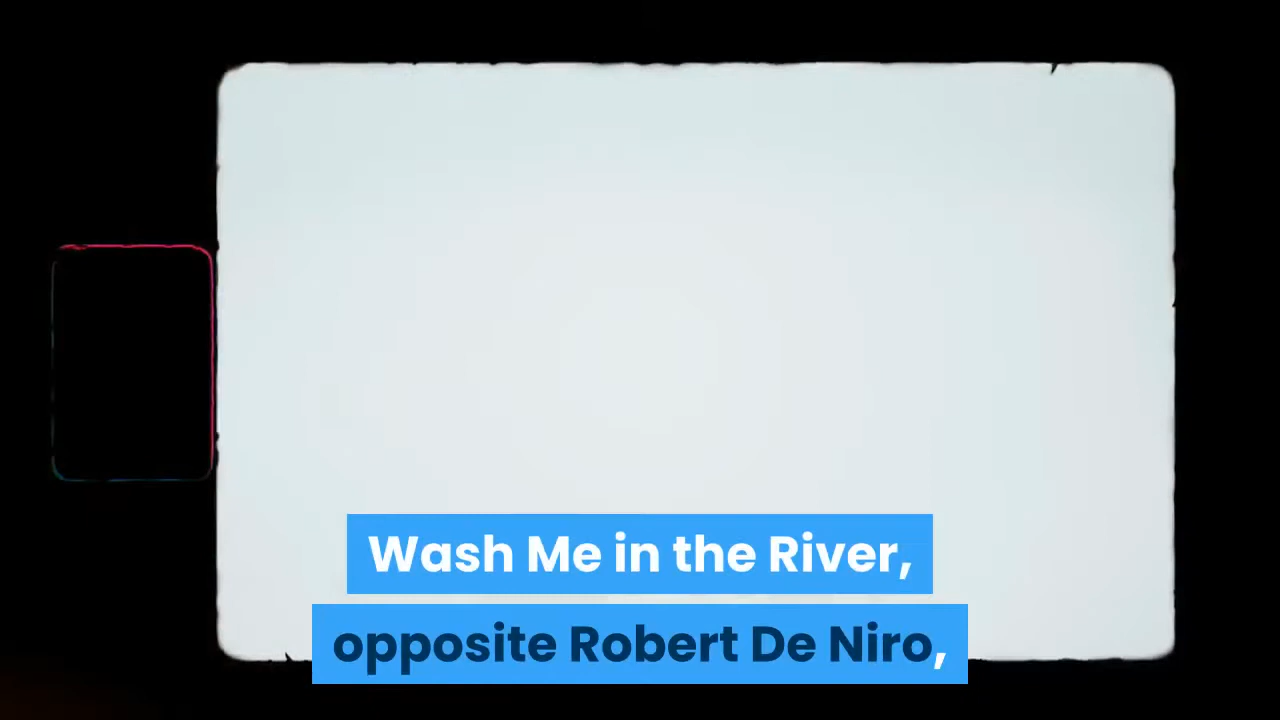 Wash Me in the River,
opposite Robert De Niro,